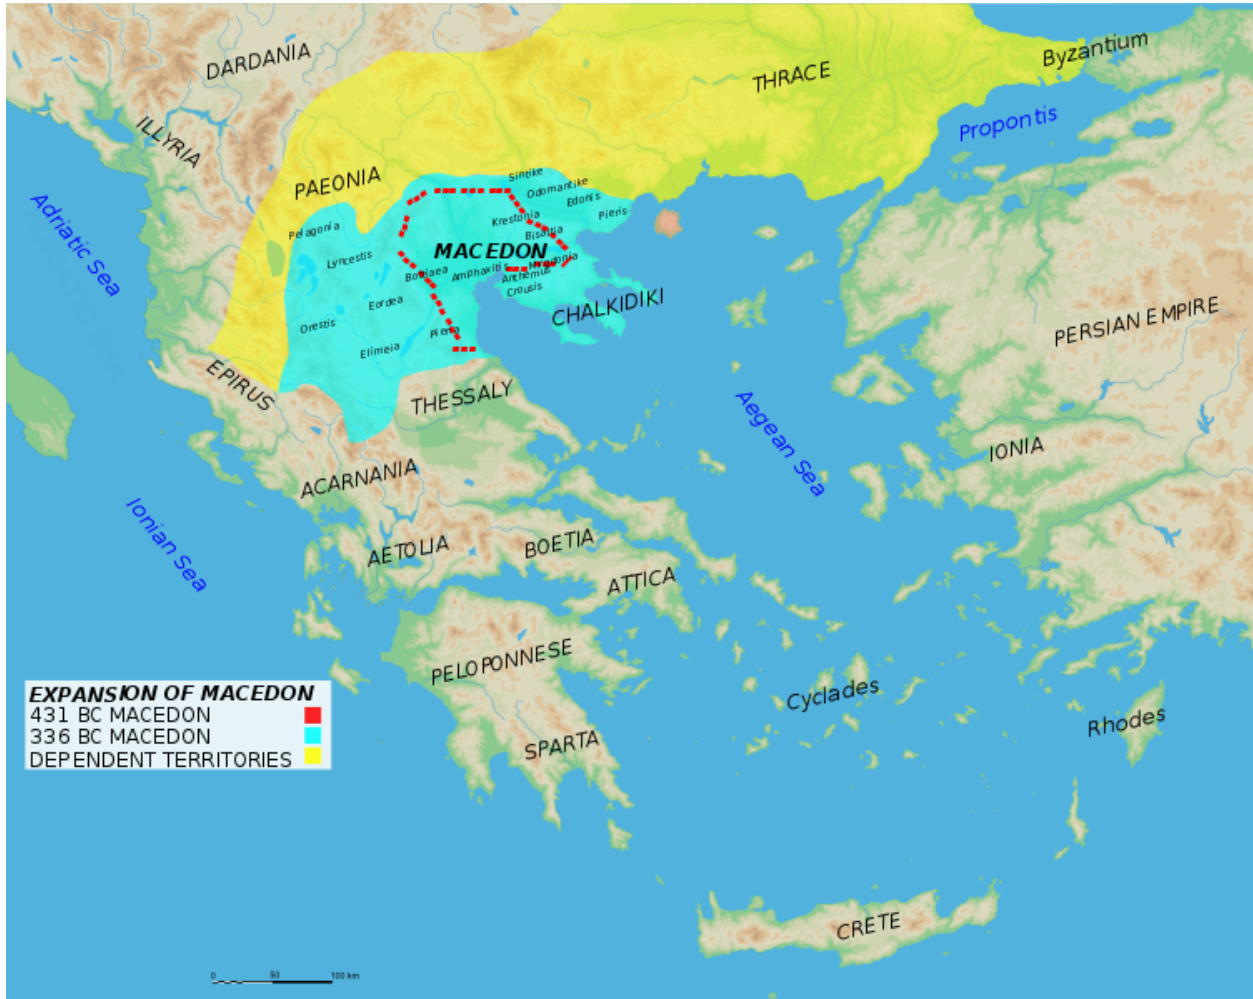 DARDANIA
Byzantium
THRACE
Propontis
ILLYRIA
PAEONIA
Sintike
Odomantike
Edonis
Pieris
Krestonia
Pelagonia
Bisaltia
Adriatic Sea
MACEDON
Lyncestis
Bottiaea
Amphaxitis
Mygdonia
Anthemus
Crousis
Eordea
CHALKIDIKI
Orestis
Pieria
PERSIAN EMPIRE
Elimeia
EPIRUS
THESSALY
Aegean Sea
IONIA
ACARNANIA
Ionian Sea
AETOLIA
BOETIA
ATTICA
PELOPONNESE
Cyclades
Rhodes
SPARTA
EXPANSION OF MACEDON
431 BC MACEDON
336 BC MACEDON
DEPENDENT TERRITORIES
CRETE
0 50 100 km